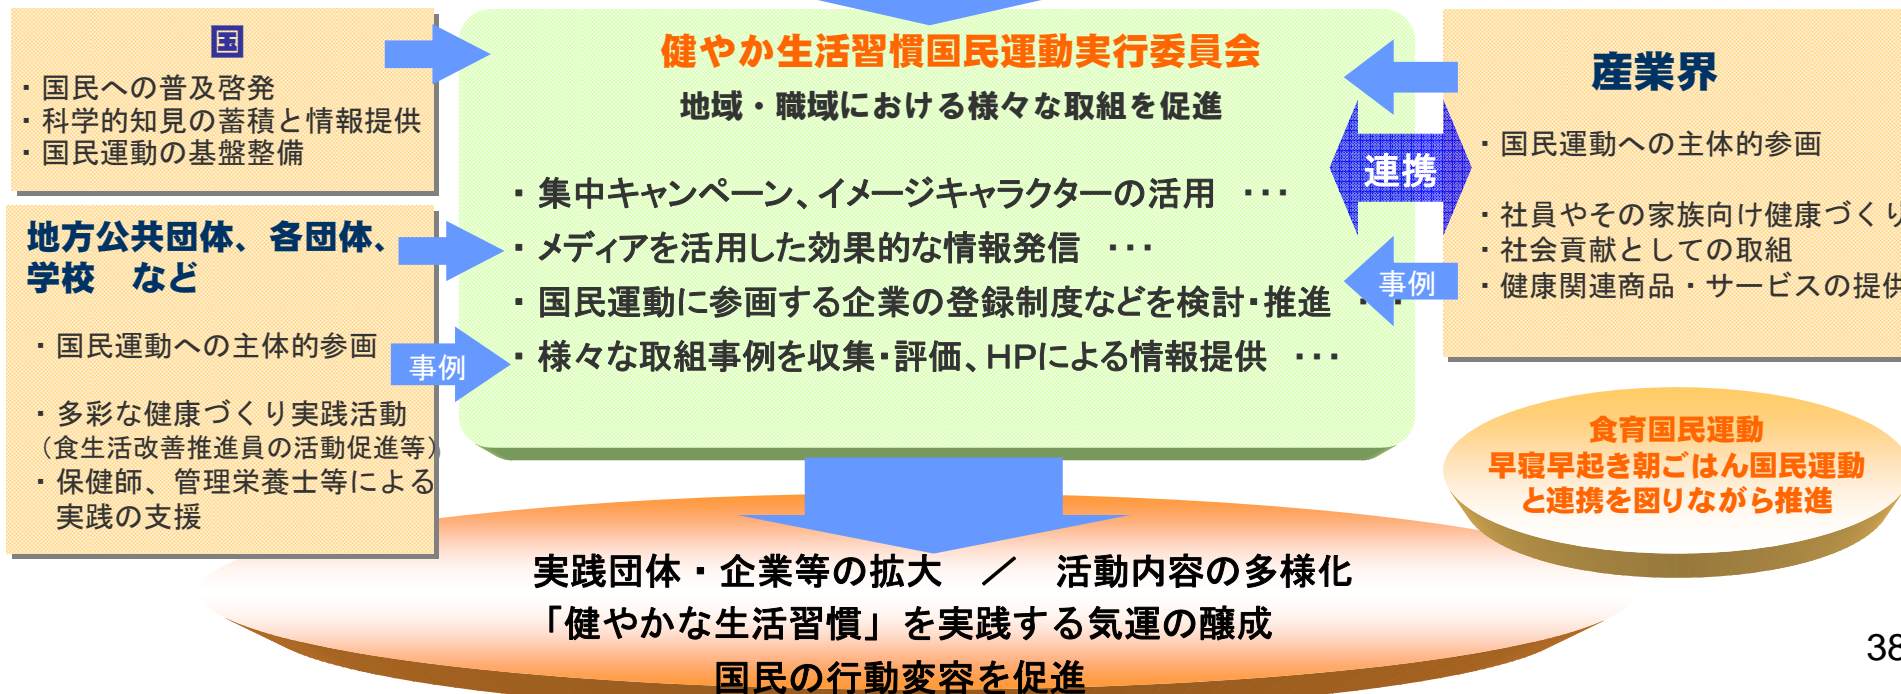 国
・国民への普及啓発
・科学的知見の蓄積と情報提供
・国民運動の基盤整備
地方公共団体、各団体、
学校　など
・国民運動への主体的参画
・多彩な健康づくり実践活動
（食生活改善推進員の活動促進等）
・保健師、管理栄養士等による
実践の支援
事例
健やか生活習慣国民運動実行委員会
地域・職域における様々な取組を促進
・集中キャンペーン、イメージキャラクターの活用　・・・
・メディアを活用した効果的な情報発信　・・・
・国民運動に参画する企業の登録制度などを検討・推進　・・・
・様々な取組事例を収集・評価、HPによる情報提供　・・・
連携
事例
産業界
・国民運動への主体的参画
・社員やその家族向け健康づくり
・社会貢献としての取組
・健康関連商品・サービスの提供
食育国民運動
早寝早起き朝ごはん国民運動
と連携を図りながら推進
実践団体・企業等の拡大　／　活動内容の多様化
「健やかな生活習慣」を実践する気運の醸成
国民の行動変容を促進
38